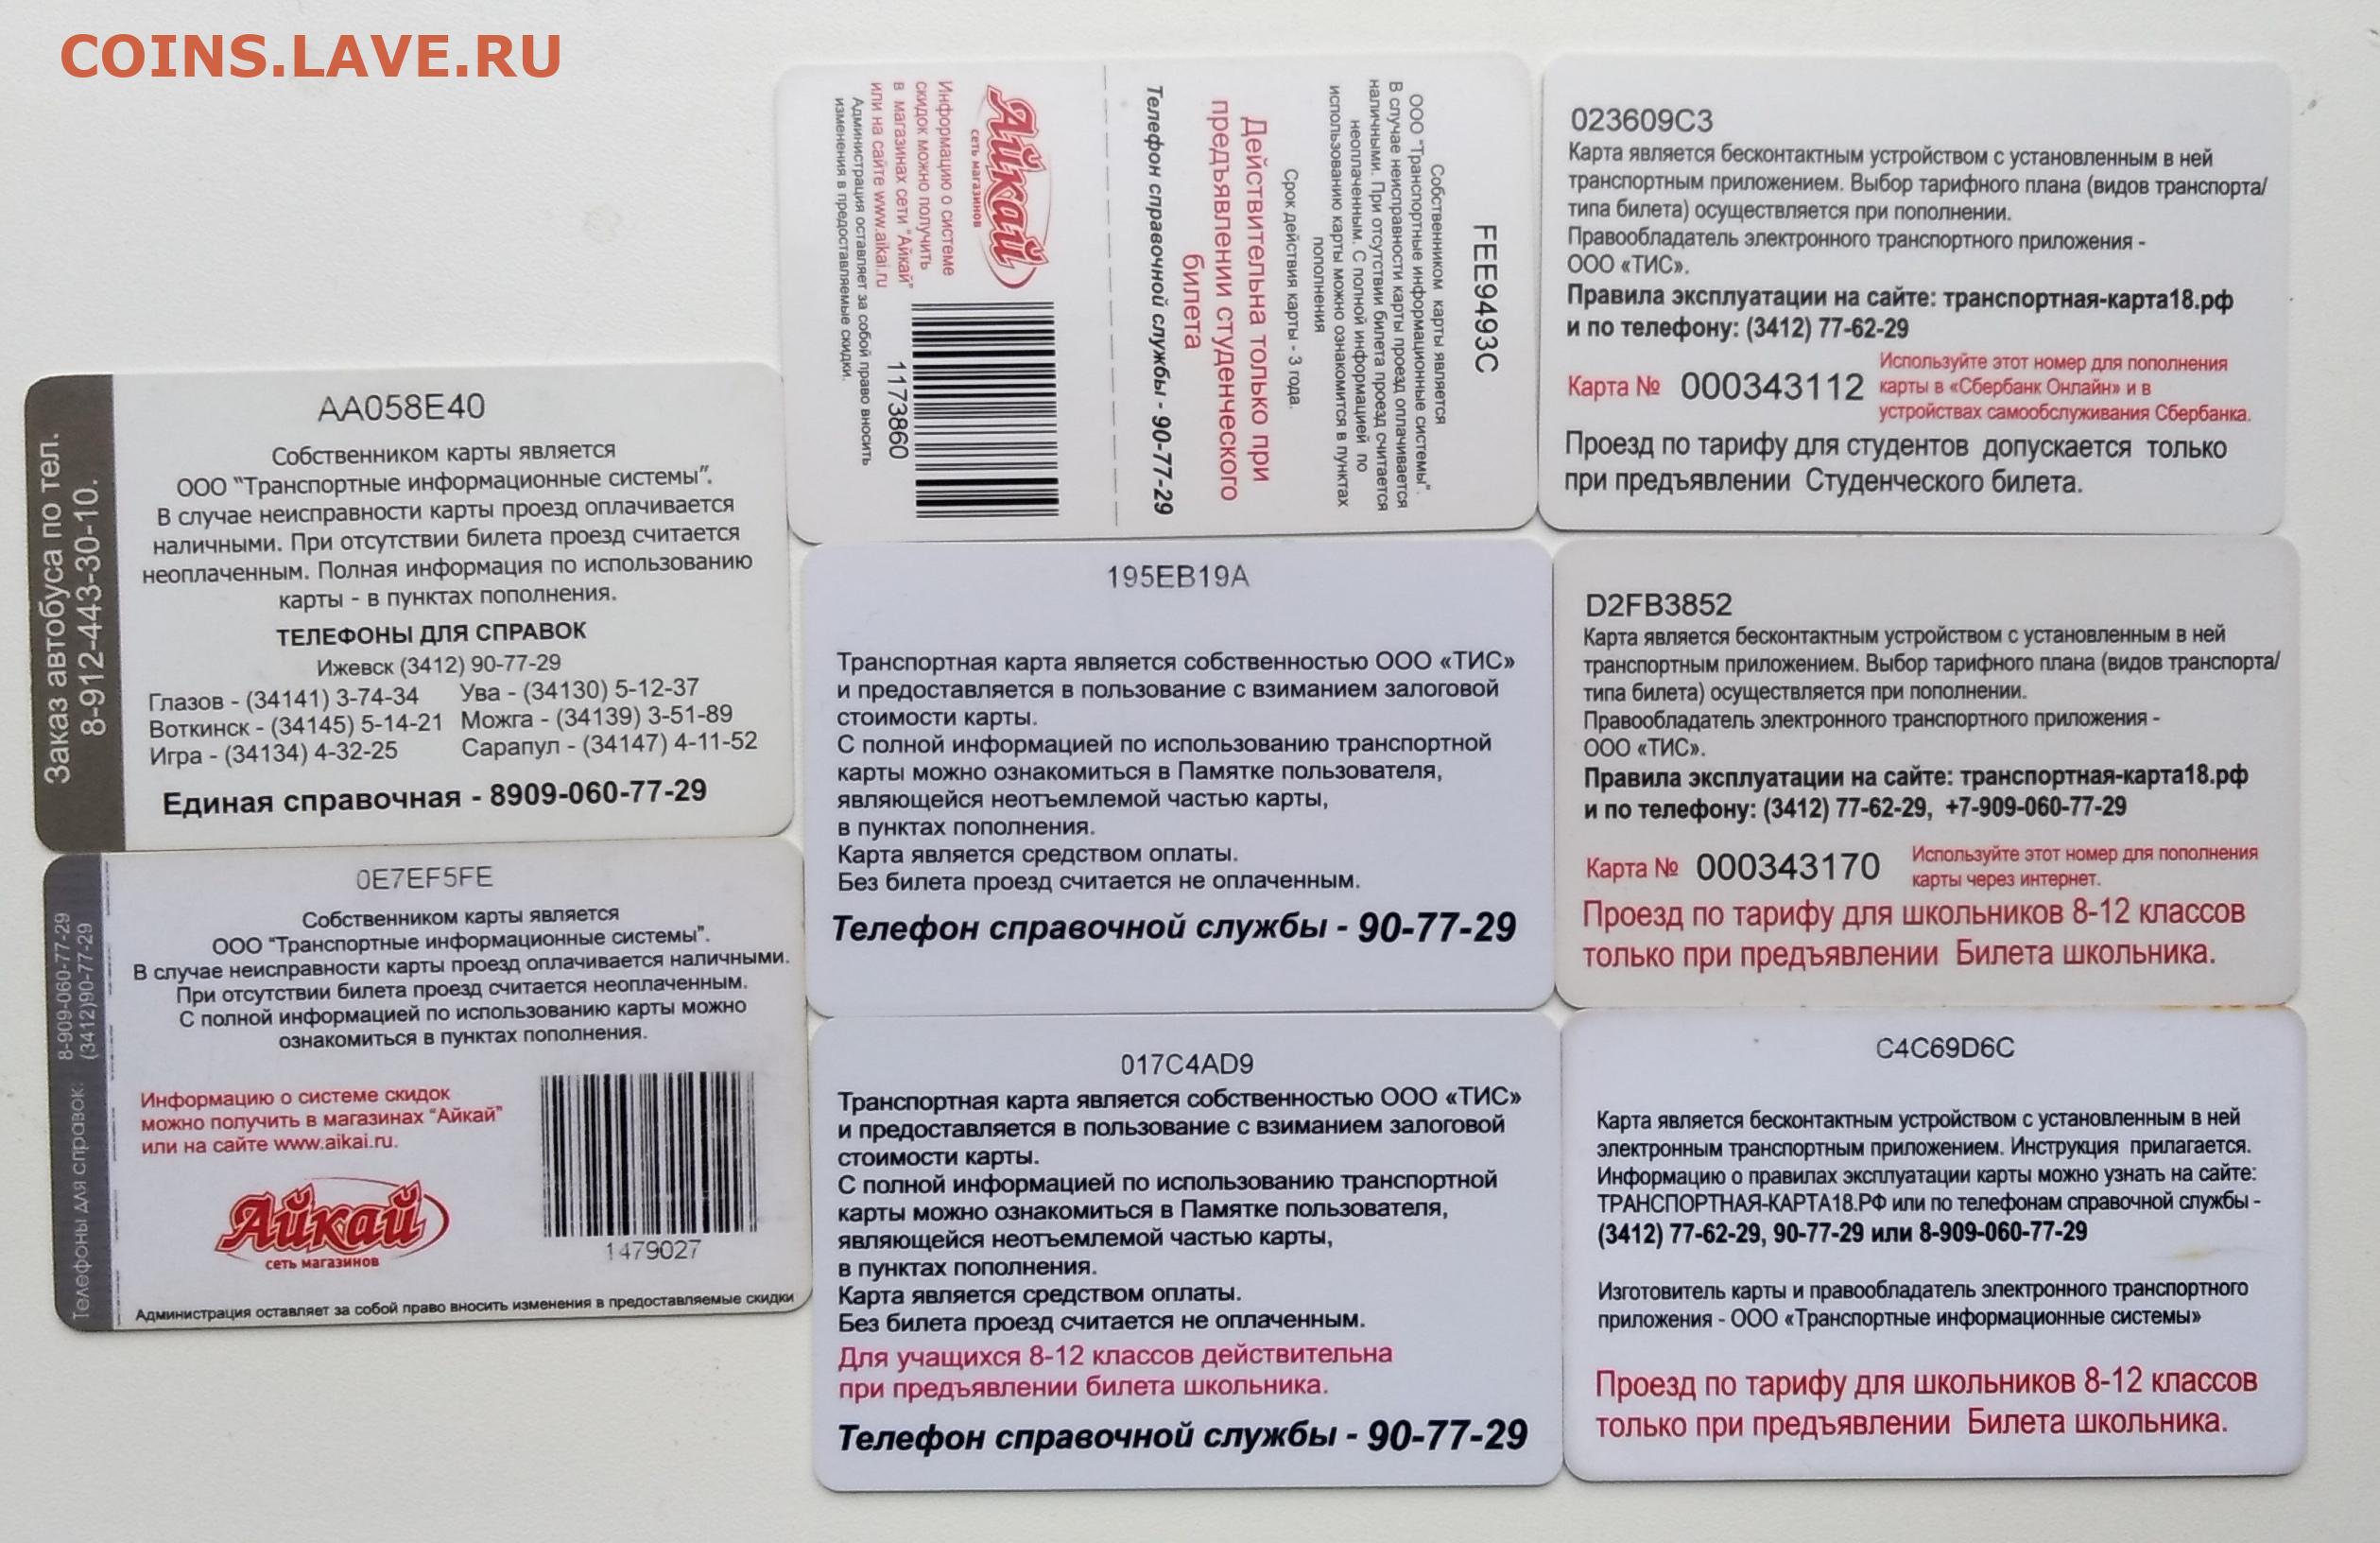 COINS.LAVE.RU
Заказ автобуса по тел.
8-912-443-30-10.
AA058E40
Собственником карты является
ООО "Транспортные информационные системы".
В случае неисправности карты проезд оплачивается
наличными. При отсутствии билета проезд считается
неоплаченным. Полная информация по использованию
карты - в пунктах пополнения.
ТЕЛЕФОНЫ ДЛЯ СПРАВОК
Ижевск (3412) 90-77-29
Глазов - (34141) 3-74-34 Ува - (34130) 5-12-37
Воткинск - (34145) 5-14-21 Можга - (34139) 3-51-89
Игра - (34134) 4-32-25 Сарапул - (34147) 4-11-52
Единая справочная - 8909-060-77-29
Телефоны для справок: 8-909-060-77-29
(3412)90-77-29
0E7EF5FE
Собственником карты является
ООО "Транспортные информационные системы".
В случае неисправности карты проезд оплачивается наличными.
При отсутствии билета проезд считается неоплаченным.
С полной информацией по использованию карты можно
ознакомиться в пунктах пополнения.
Информацию о системе скидок
можно получить в магазинах "Айкай"
или на сайте www.aikai.ru.
Айкай
сеть магазинов
1479027
Администрация оставляет за собой право вносить изменения в предоставляемые скидки
FEE9493C
Собственником карты является
ООО "Транспортные информационные системы".
В случае неисправности карты проезд оплачивается
наличными. При отсутствии билета проезд считается
неоплаченным. С полной информацией по
использованию карты можно ознакомится в пунктах
пополнения
Срок действия карты - 3 года.
Действительна только при
предъявлении студенческого
билета
Телефон справочной службы - 90-77-29
Айкай
сеть магазинов
Информацию о системе
скидок можно получить
в магазинах сети "Айкай"
или на сайте www.aikai.ru
1173860
Администрация оставляет за собой право вносить
изменения в предоставляемые скидки.
195EB19A
Транспортная карта является собственностью ООО «ТИС»
и предоставляется в пользование с взиманием залоговой
стоимости карты.
С полной информацией по использованию транспортной
карты можно ознакомиться в Памятке пользователя,
являющейся неотъемлемой частью карты,
в пунктах пополнения.
Карта является средством оплаты.
Без билета проезд считается не оплаченным.
Телефон справочной службы - 90-77-29
017C4AD9
Транспортная карта является собственностью ООО «ТИС»
и предоставляется в пользование с взиманием залоговой
стоимости карты.
С полной информацией по использованию транспортной
карты можно ознакомиться в Памятке пользователя,
являющейся неотъемлемой частью карты,
в пунктах пополнения.
Карта является средством оплаты.
Без билета проезд считается не оплаченным.
Для учащихся 8-12 классов действительна
при предъявлении билета школьника.
Телефон справочной службы - 90-77-29
023609C3
Карта является бесконтактным устройством с установленным в ней
транспортным приложением. Выбор тарифного плана (видов транспорта/
типа билета) осуществляется при пополнении.
Правообладатель электронного транспортного приложения -
ООО «ТИС».
Правила эксплуатации на сайте: транспортная-карта18.рф
и по телефону: (3412) 77-62-29
Карта № 000343112
Используйте этот номер для пополнения
карты в «Сбербанк Онлайн» и в
устройствах самообслуживания Сбербанка.
Проезд по тарифу для студентов допускается только
при предъявлении Студенческого билета.
D2FB3852
Карта является бесконтактным устройством с установленным в ней
транспортным приложением. Выбор тарифного плана (видов транспорта/
типа билета) осуществляется при пополнении.
Правообладатель электронного транспортного приложения -
ООО «ТИС».
Правила эксплуатации на сайте: транспортная-карта18.рф
и по телефону: (3412) 77-62-29, +7-909-060-77-29
Карта № 000343170
Используйте этот номер для пополнения
карты через интернет.
Проезд по тарифу для школьников 8-12 классов
только при предъявлении Билета школьника.
C4C69D6C
Карта является бесконтактным устройством с установленным в ней
электронным транспортным приложением. Инструкция прилагается.
Информацию о правилах эксплуатации карты можно узнать на сайте:
ТРАНСПОРТНАЯ-КАРТА18.РФ или по телефонам справочной службы -
(3412) 77-62-29, 90-77-29 или 8-909-060-77-29
Изготовитель карты и правообладатель электронного транспортного
приложения - ООО «Транспортные информационные системы»
Проезд по тарифу для школьников 8-12 классов
только при предъявлении Билета школьника.